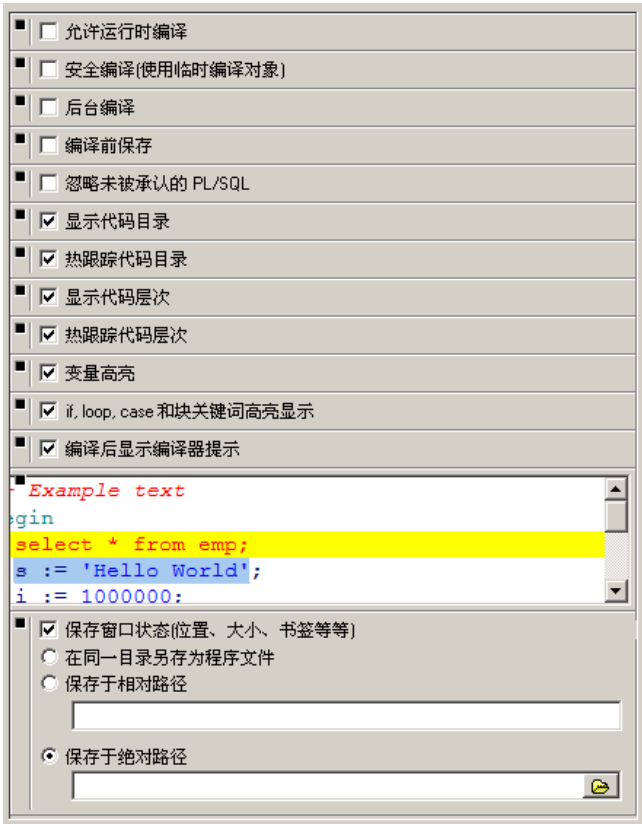 允许运行时编译
安全编译(使用临时编译对象)
后台编译
编译前保存
忽略未被承认的 PL/SQL
显示代码目录
热跟踪代码目录
显示代码层次
热跟踪代码层次
变量高亮
if, loop, case 和块关键词高亮显示
编译后显示编译器提示
- Example text
egin
select * from emp;
s := 'Hello World';
i := 1000000;
保存窗口状态(位置、大小、书签等等)
在同一目录另存为程序文件
保存于相对路径
保存于绝对路径